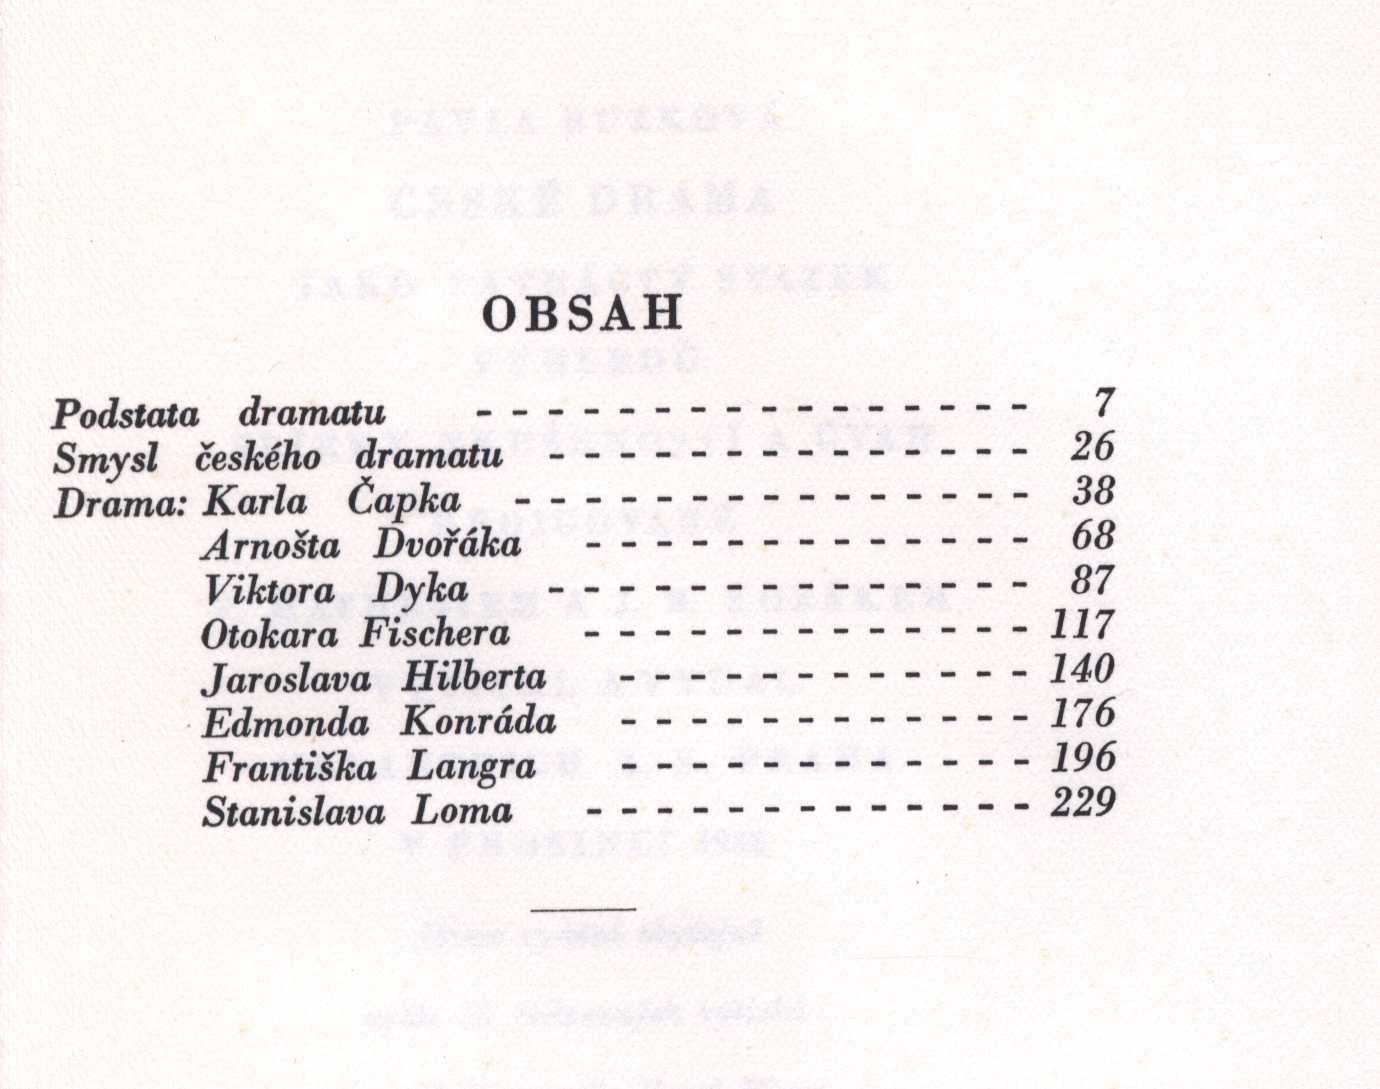 OBSAH
Podstata dramatu - - - - - - - - - - - - - - - - 7
Smysl českého dramatu - - - - - - - - - - - - - - 26
Drama: Karla Čapka - - - - - - - - - - - - - - - 38
Arnošta Dvořáka - - - - - - - - - - - - - 68
Viktora Dyka - - - - - - - - - - - - - - 87
Otokara Fischera - - - - - - - - - - - - - 117
Jaroslava Hilberta - - - - - - - - - - - - 140
Edmonda Konráda - - - - - - - - - - - - 176
Františka Langra - - - - - - - - - - - - 196
Stanislava Loma - - - - - - - - - - - - - 229